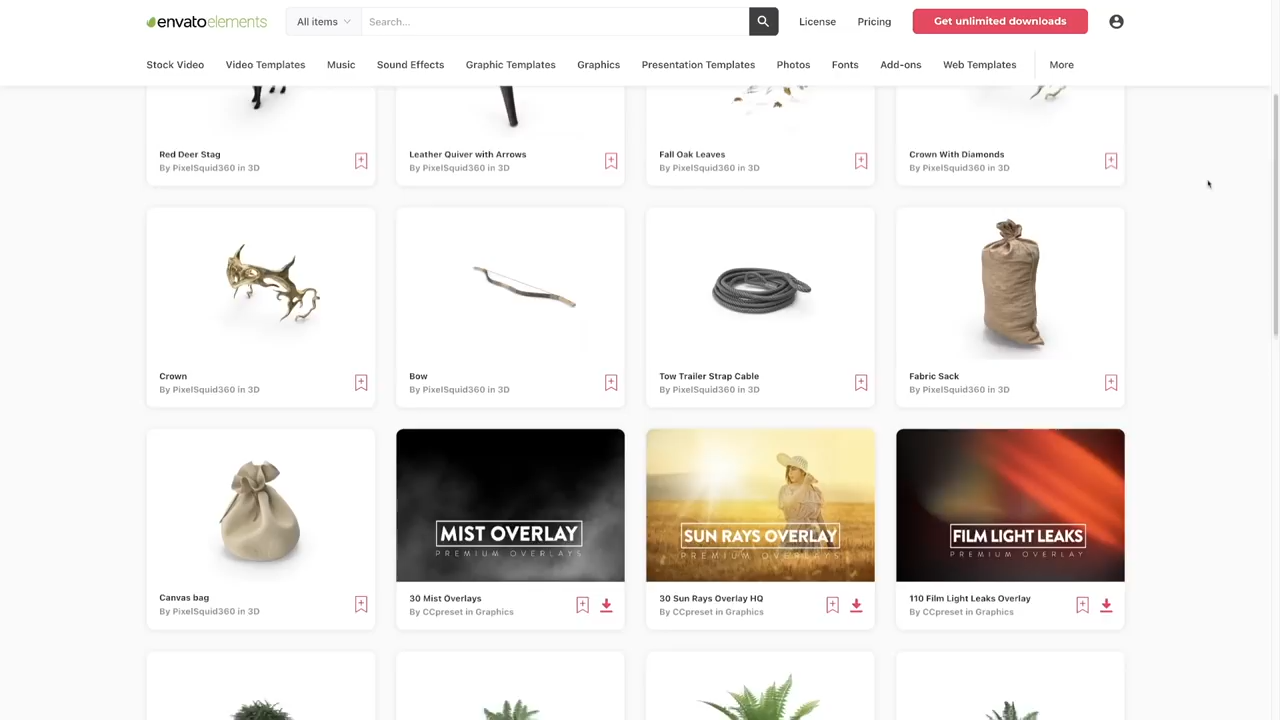 envatoelements
All items
Search...
License
Pricing
Get unlimited downloads
Stock Video
Video Templates
Music
Sound Effects
Graphic Templates
Graphics
Presentation Templates
Photos
Fonts
Add-ons
Web Templates
More
Red Deer Stag
By PixelSquid360 in 3D
Leather Quiver with Arrows
By PixelSquid360 in 3D
Fall Oak Leaves
By PixelSquid360 in 3D
Crown With Diamonds
By PixelSquid360 in 3D
Crown
By PixelSquid360 in 3D
Bow
By PixelSquid360 in 3D
Tow Trailer Strap Cable
By PixelSquid360 in 3D
Fabric Sack
By PixelSquid360 in 3D
Canvas bag
By PixelSquid360 in 3D
MIST OVERLAY
PREMIUM OVERLAYS
30 Mist Overlays
By CCpreset in Graphics
SUN RAYS OVERLAY
PREMIUM OVERLAYS
30 Sun Rays Overlay HQ
By CCpreset in Graphics
FILM LIGHT LEAKS
PREMIUM OVERLAY
110 Film Light Leaks Overlay
By CCpreset in Graphics